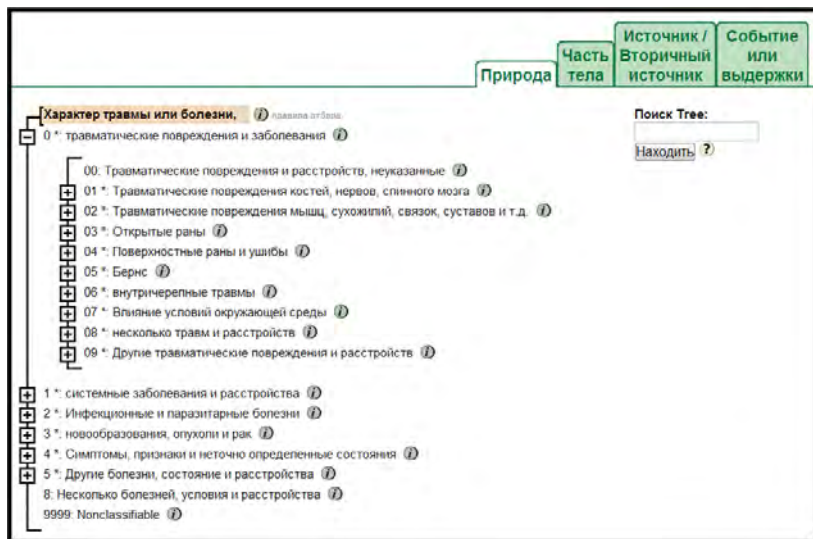 Природа
Часть
тела
Источник /
Вторичный
источник
Событие
или
выдержки
Характер травмы или болезни,
правила отбора
Поиск Tree:
Находить ?
0 *: травматические повреждения и заболевания
00: Травматические повреждения и расстройств, неуказанные
01 *: Травматические повреждения костей, нервов, спинного мозга
02 *: Травматические повреждения мышц, сухожилий, связок, суставов и т.д.
03 *: Открытые раны
04 *: Поверхностные раны и ушибы
05 *: Бернс
06 *: внутричерепные травмы
07 *: Влияние условий окружающей среды
08 *: несколько травм и расстройств
09 *: Другие травматические повреждения и расстройств
1 *: системные заболевания и расстройства
2 *: Инфекционные и паразитарные болезни
3 *: новообразования, опухоли и рак
4 *: Симптомы, признаки и неточно определенные состояния
5 *: Другие болезни, состояние и расстройства
8: Несколько болезней, условия и расстройства
9999: Nonclassifiable